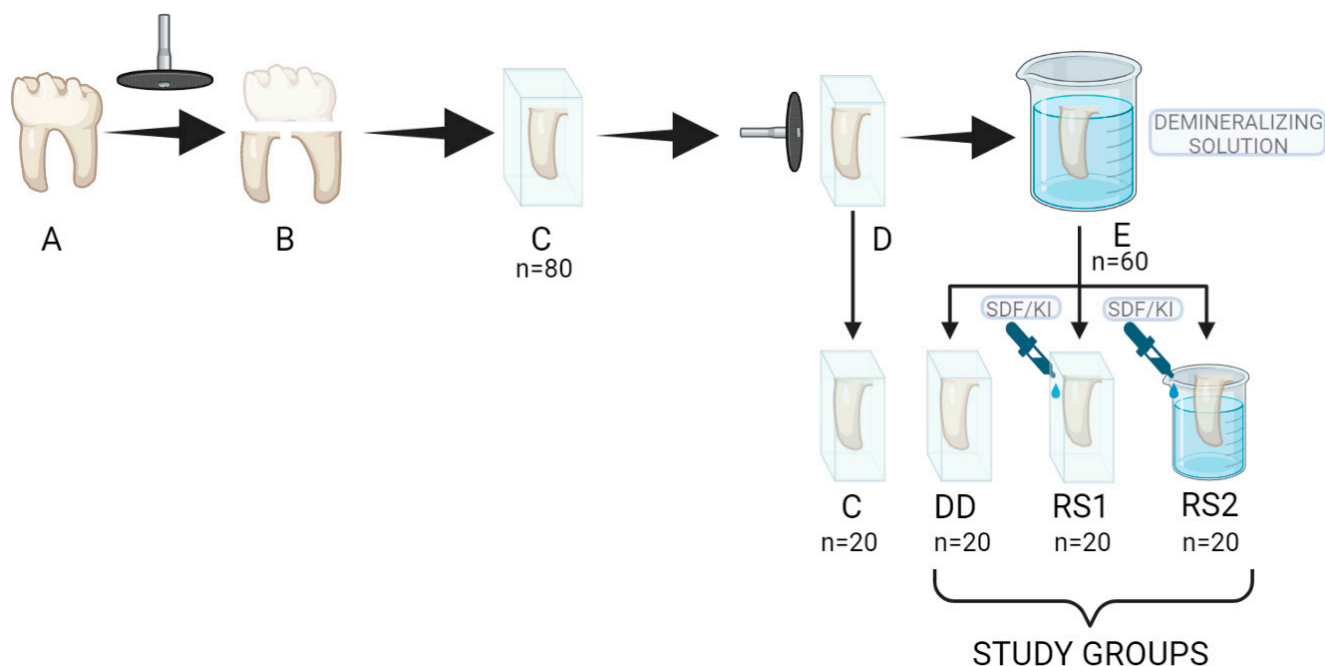 DEMINERALIZING
SOLUTION
A
B
C
n=80
D
E
n=60
SDF/KI
SDF/KI
C
n=20
DD
n=20
RS1
n=20
RS2
n=20
STUDY GROUPS